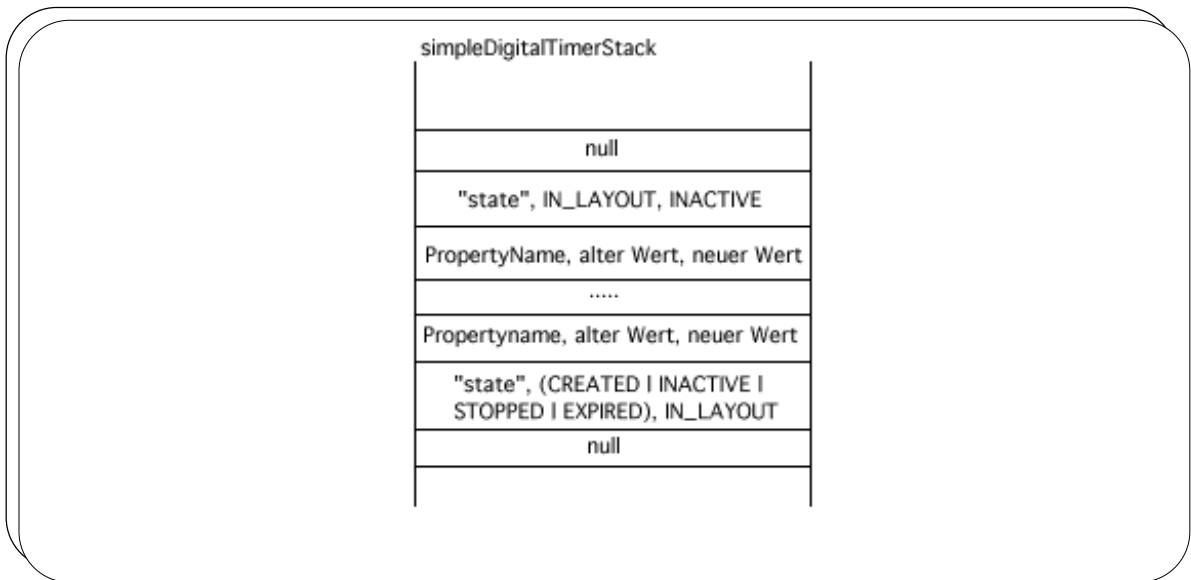 simpleDigitalTimerStack
null
"state", IN_LAYOUT, INACTIVE
PropertyName, alter Wert, neuer Wert
.....
Propertyname, alter Wert, neuer Wert
"state", (CREATED | INACTIVE |
STOPPED | EXPIRED), IN_LAYOUT
null